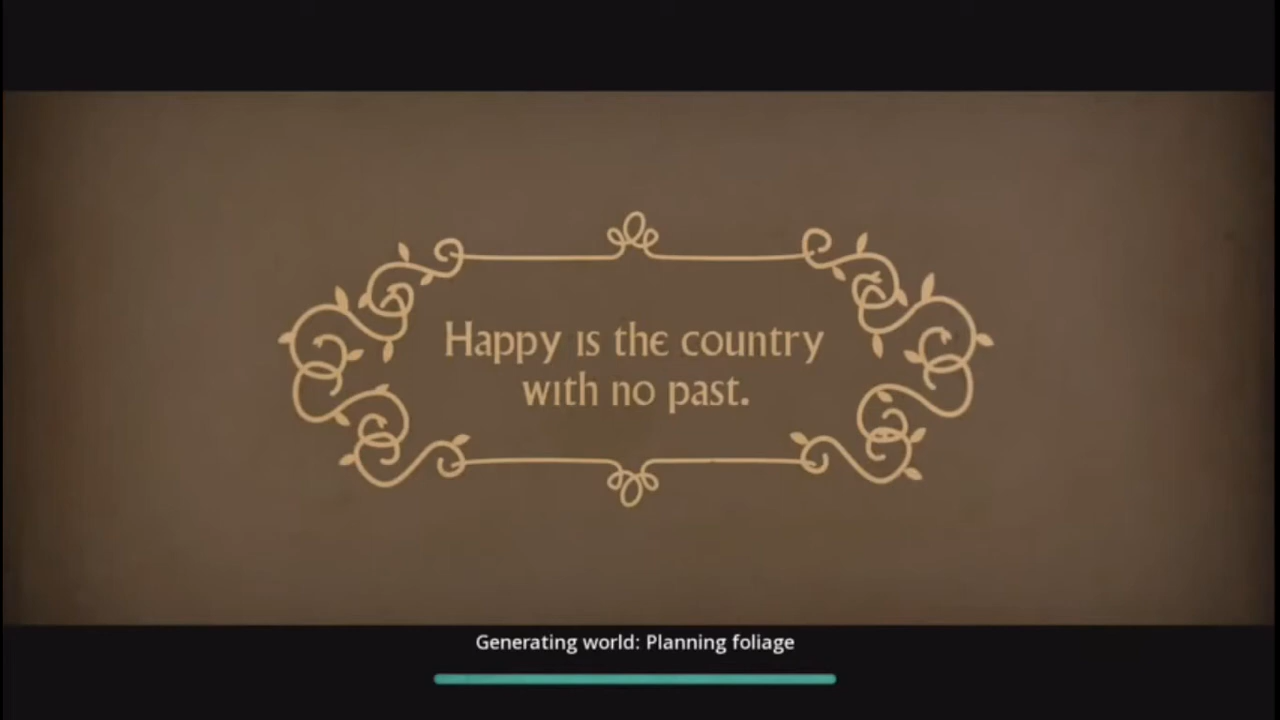 Happy is the country
with no past.
Generating world: Planning foliage